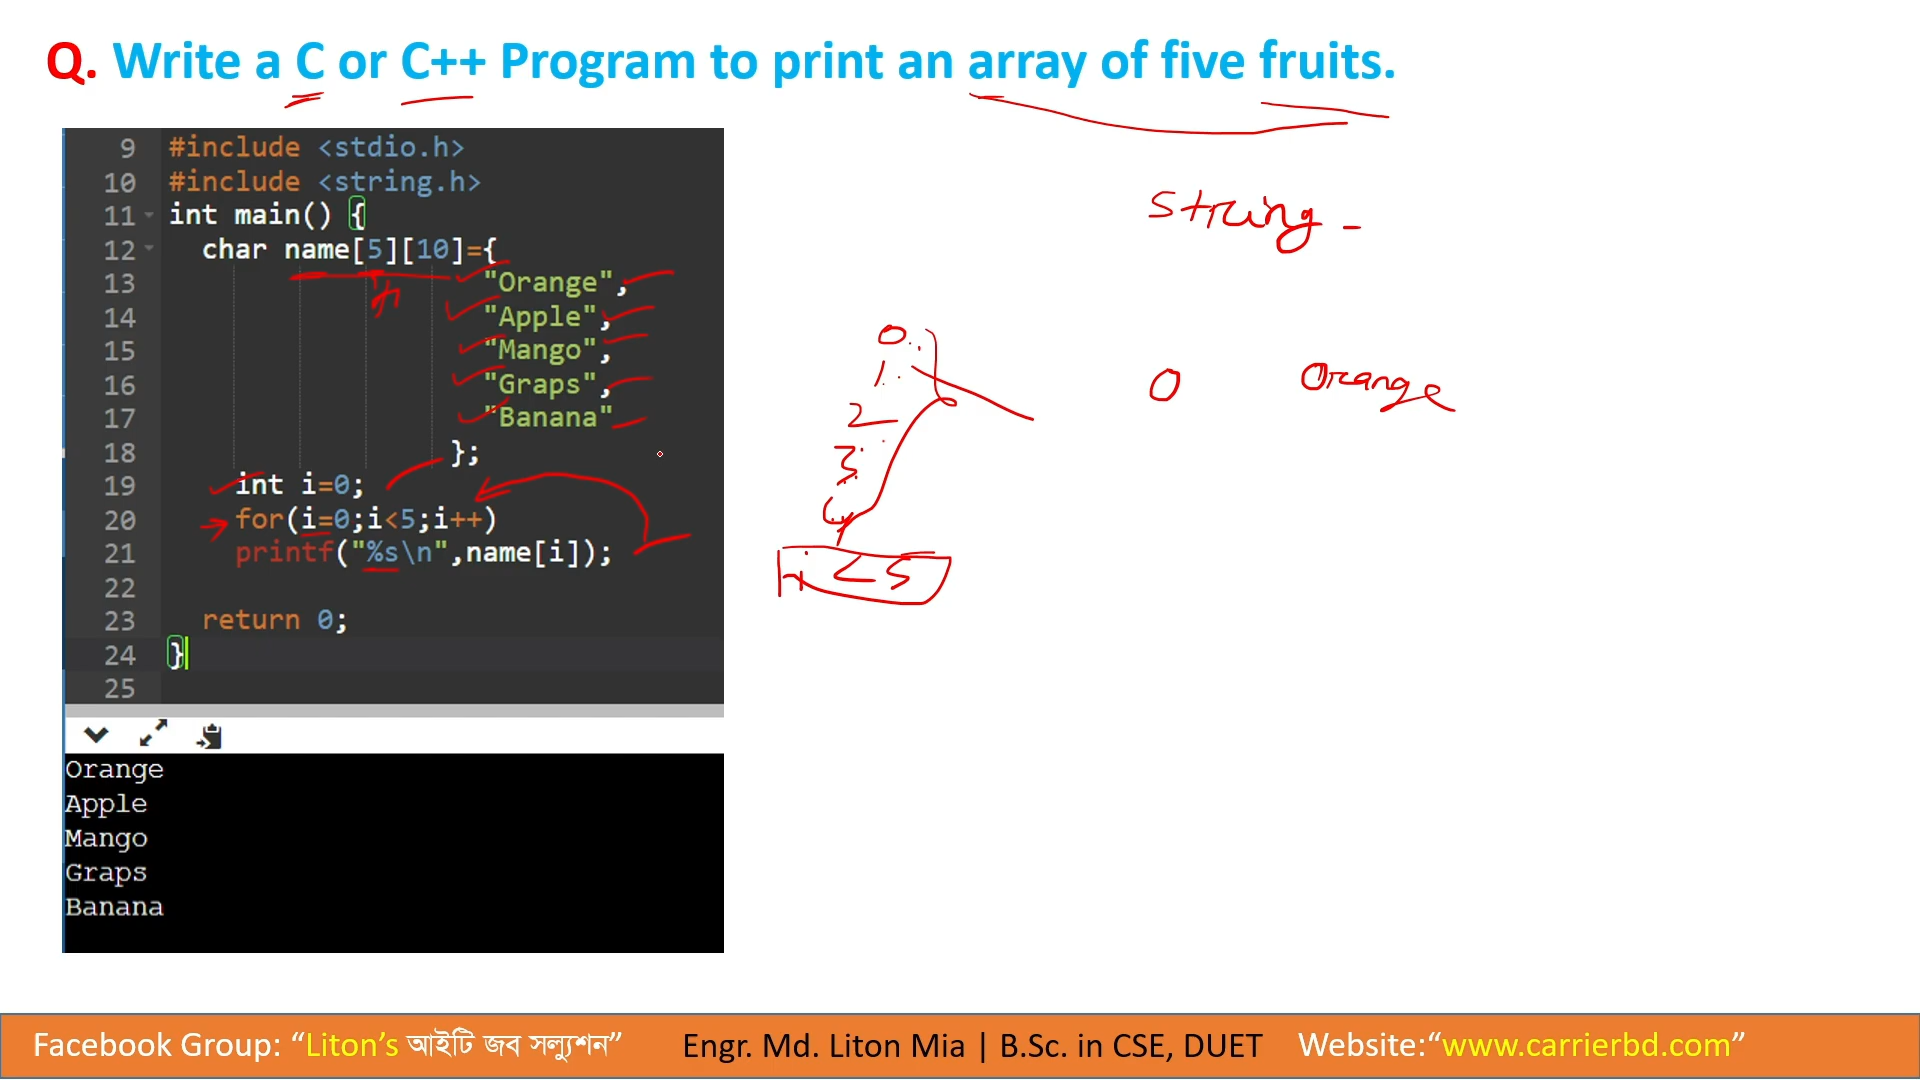 Q. Write a C or C++ Program to print an array of five fruits.
9 #include <stdio.h>
10 #include <string.h>
11 int main() {
12 char name[5][10]={
13 "Orange",
14 "Apple",
15 "Mango",
16 "Graps",
17 "Banana"
18 };
19 int i=0;
20 for(i=0;i<5;i++)
21 printf("%s\n",name[i]);
22
23 return 0;
24 }
25
Orange
Apple
Mango
Graps
Banana
String -
0
1
2
3
4
<5
0 Orange
Facebook Group: “Liton’s আইটি জব সল্যুশন” Engr. Md. Liton Mia | B.Sc. in CSE, DUET Website:“www.carrierbd.com”